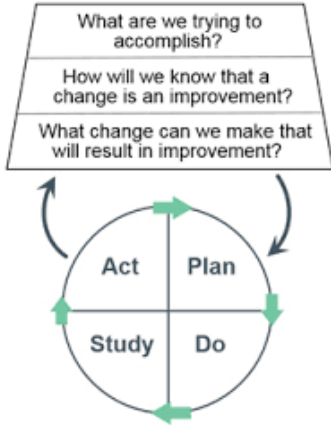 What are we trying to
accomplish?
How will we know that a
change is an improvement?
What change can we make that
will result in improvement?
Act
Plan
Study
Do